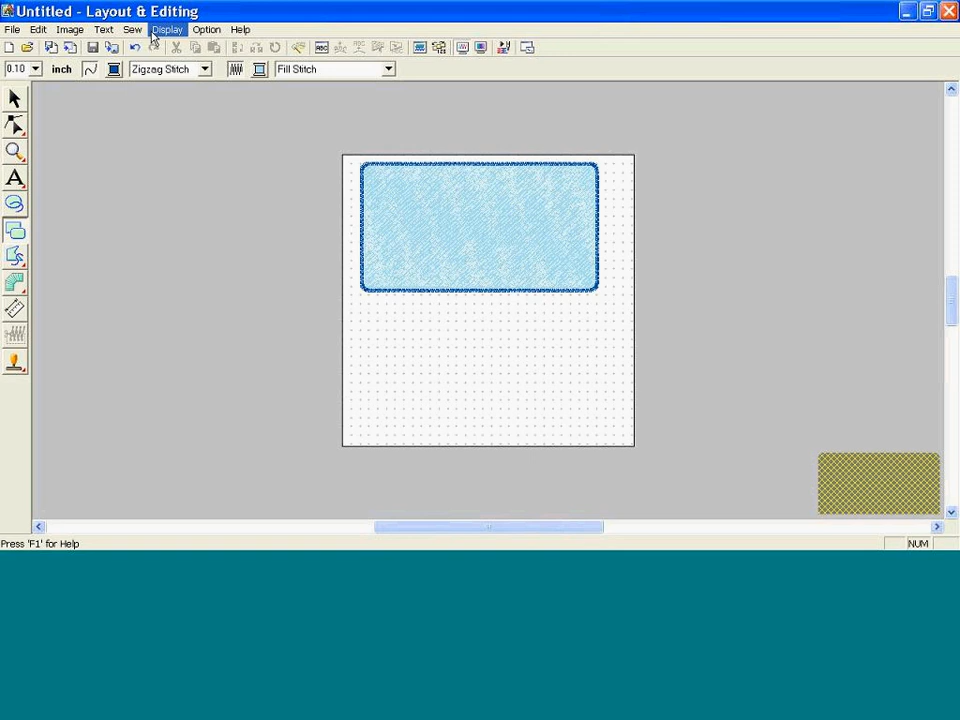 Untitled - Layout & Editing
File Edit Image Text Sew Display Option Help
ABC
0.10 inch Zigzag Stitch Fill Stitch
A
Press 'F1' for Help NUM